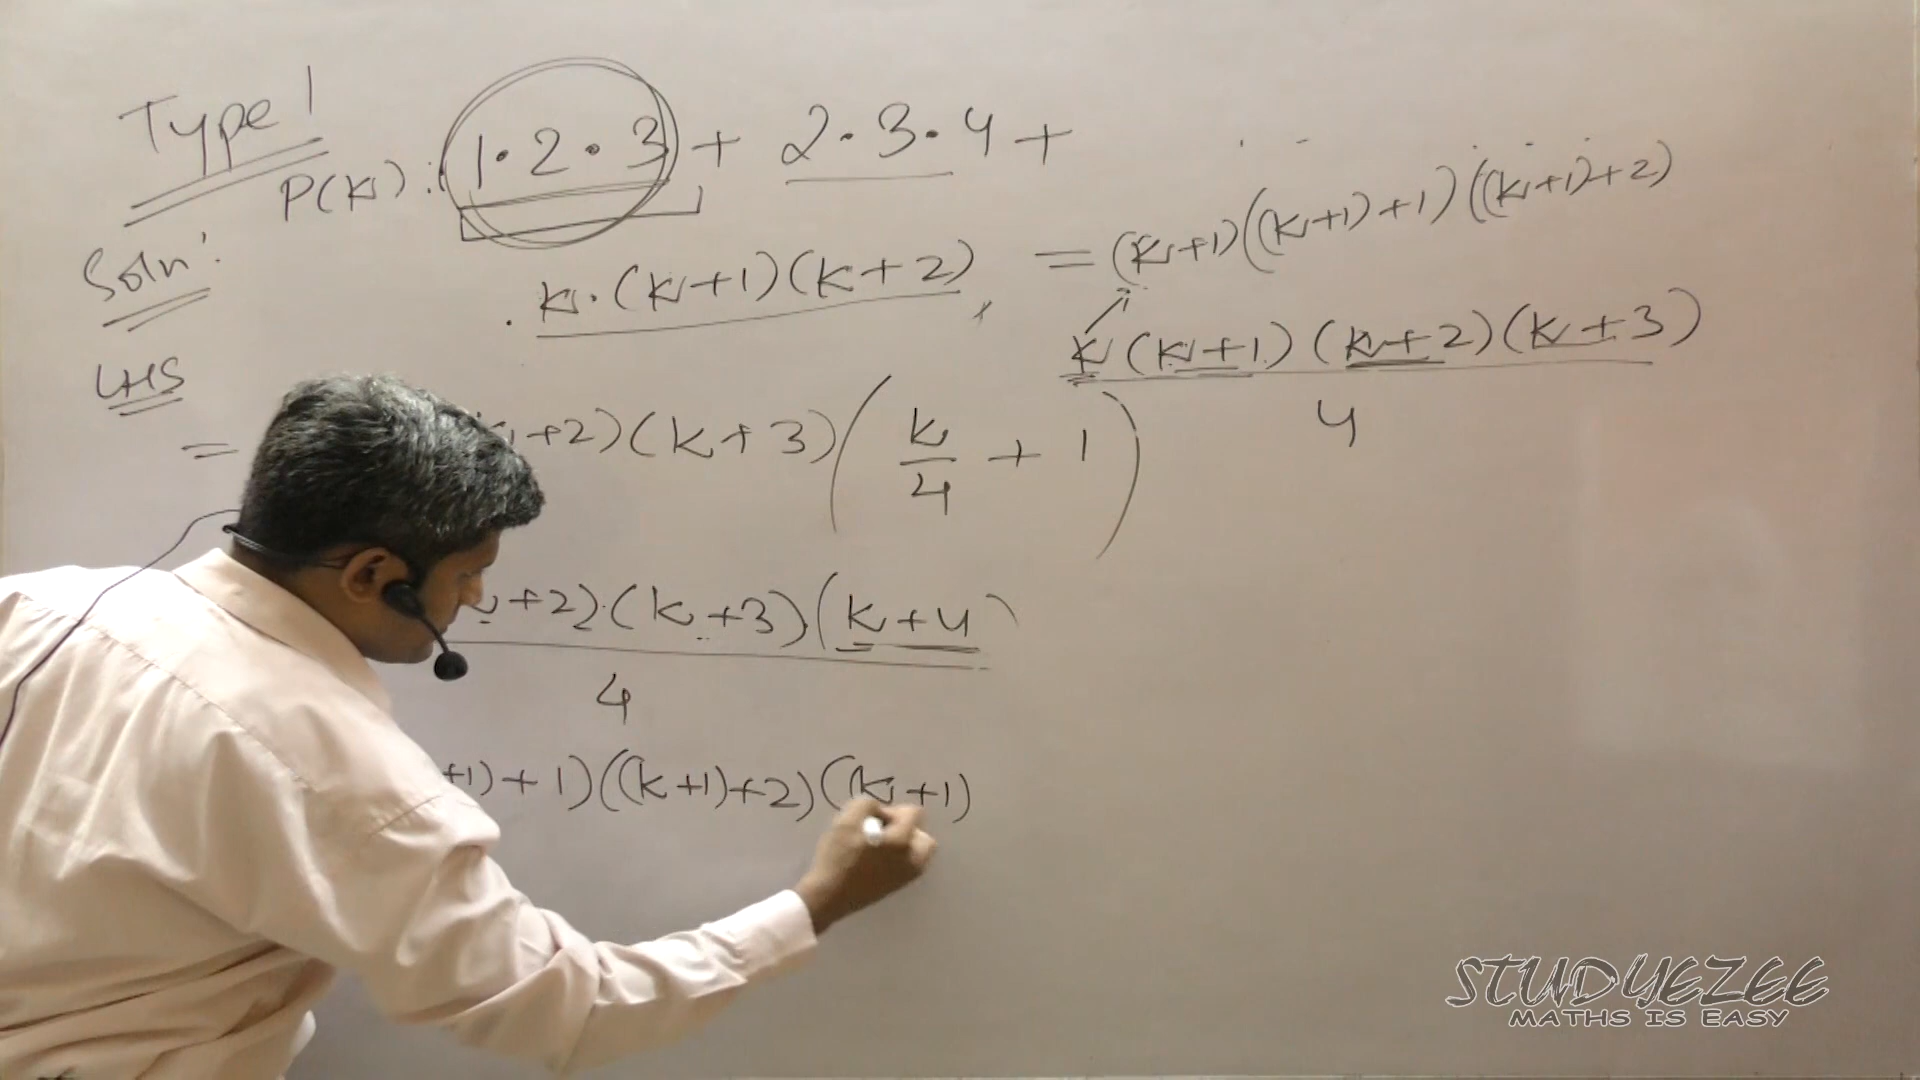 Type 1
P(k) : 1·2·3 + 2·3·4 +
Soln:
k·(k+1)(k+2), = (k+1)((k+1)+1)((k+1)+2)
k(k+1)(k+2)(k+3)
4
LHS
= +2)(k+3)(k/4 + 1)
+2)(k+3)(k+4)
4
+1)+1)((k+1)+2)((k+1)
STUDYEZEE
MATHS IS EASY